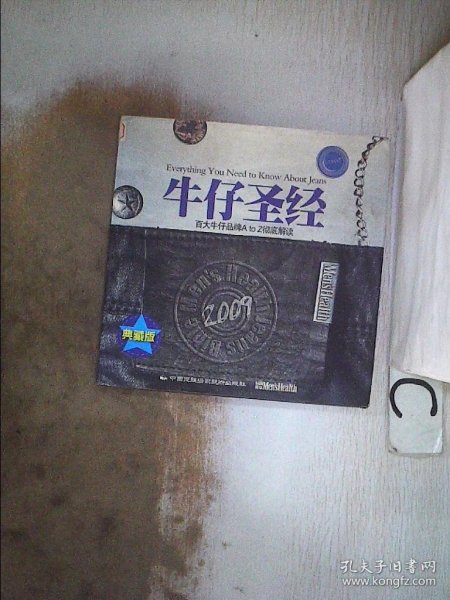 Everything You Need to Know About Jeans
牛仔圣经
百大牛仔品牌A to Z彻底解读
Men'sHealth
2009
典藏版
Men'sHealth
C
孔夫子旧书网
www.kongfz.com